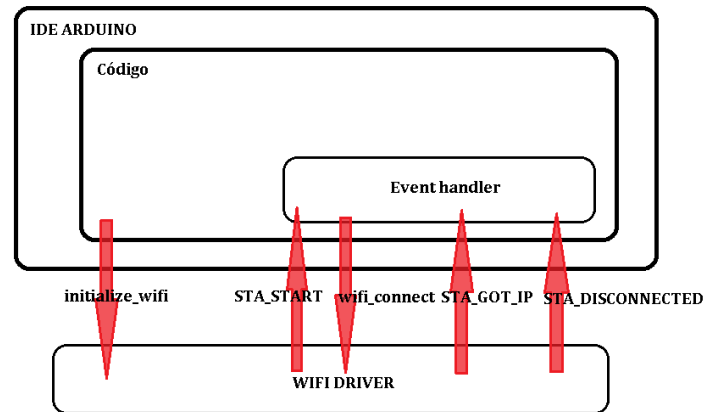 IDE ARDUINO
Código
Event handler
initialize_wifi
STA_START
wifi_connect
STA_GOT_IP
STA_DISCONNECTED
WIFI DRIVER